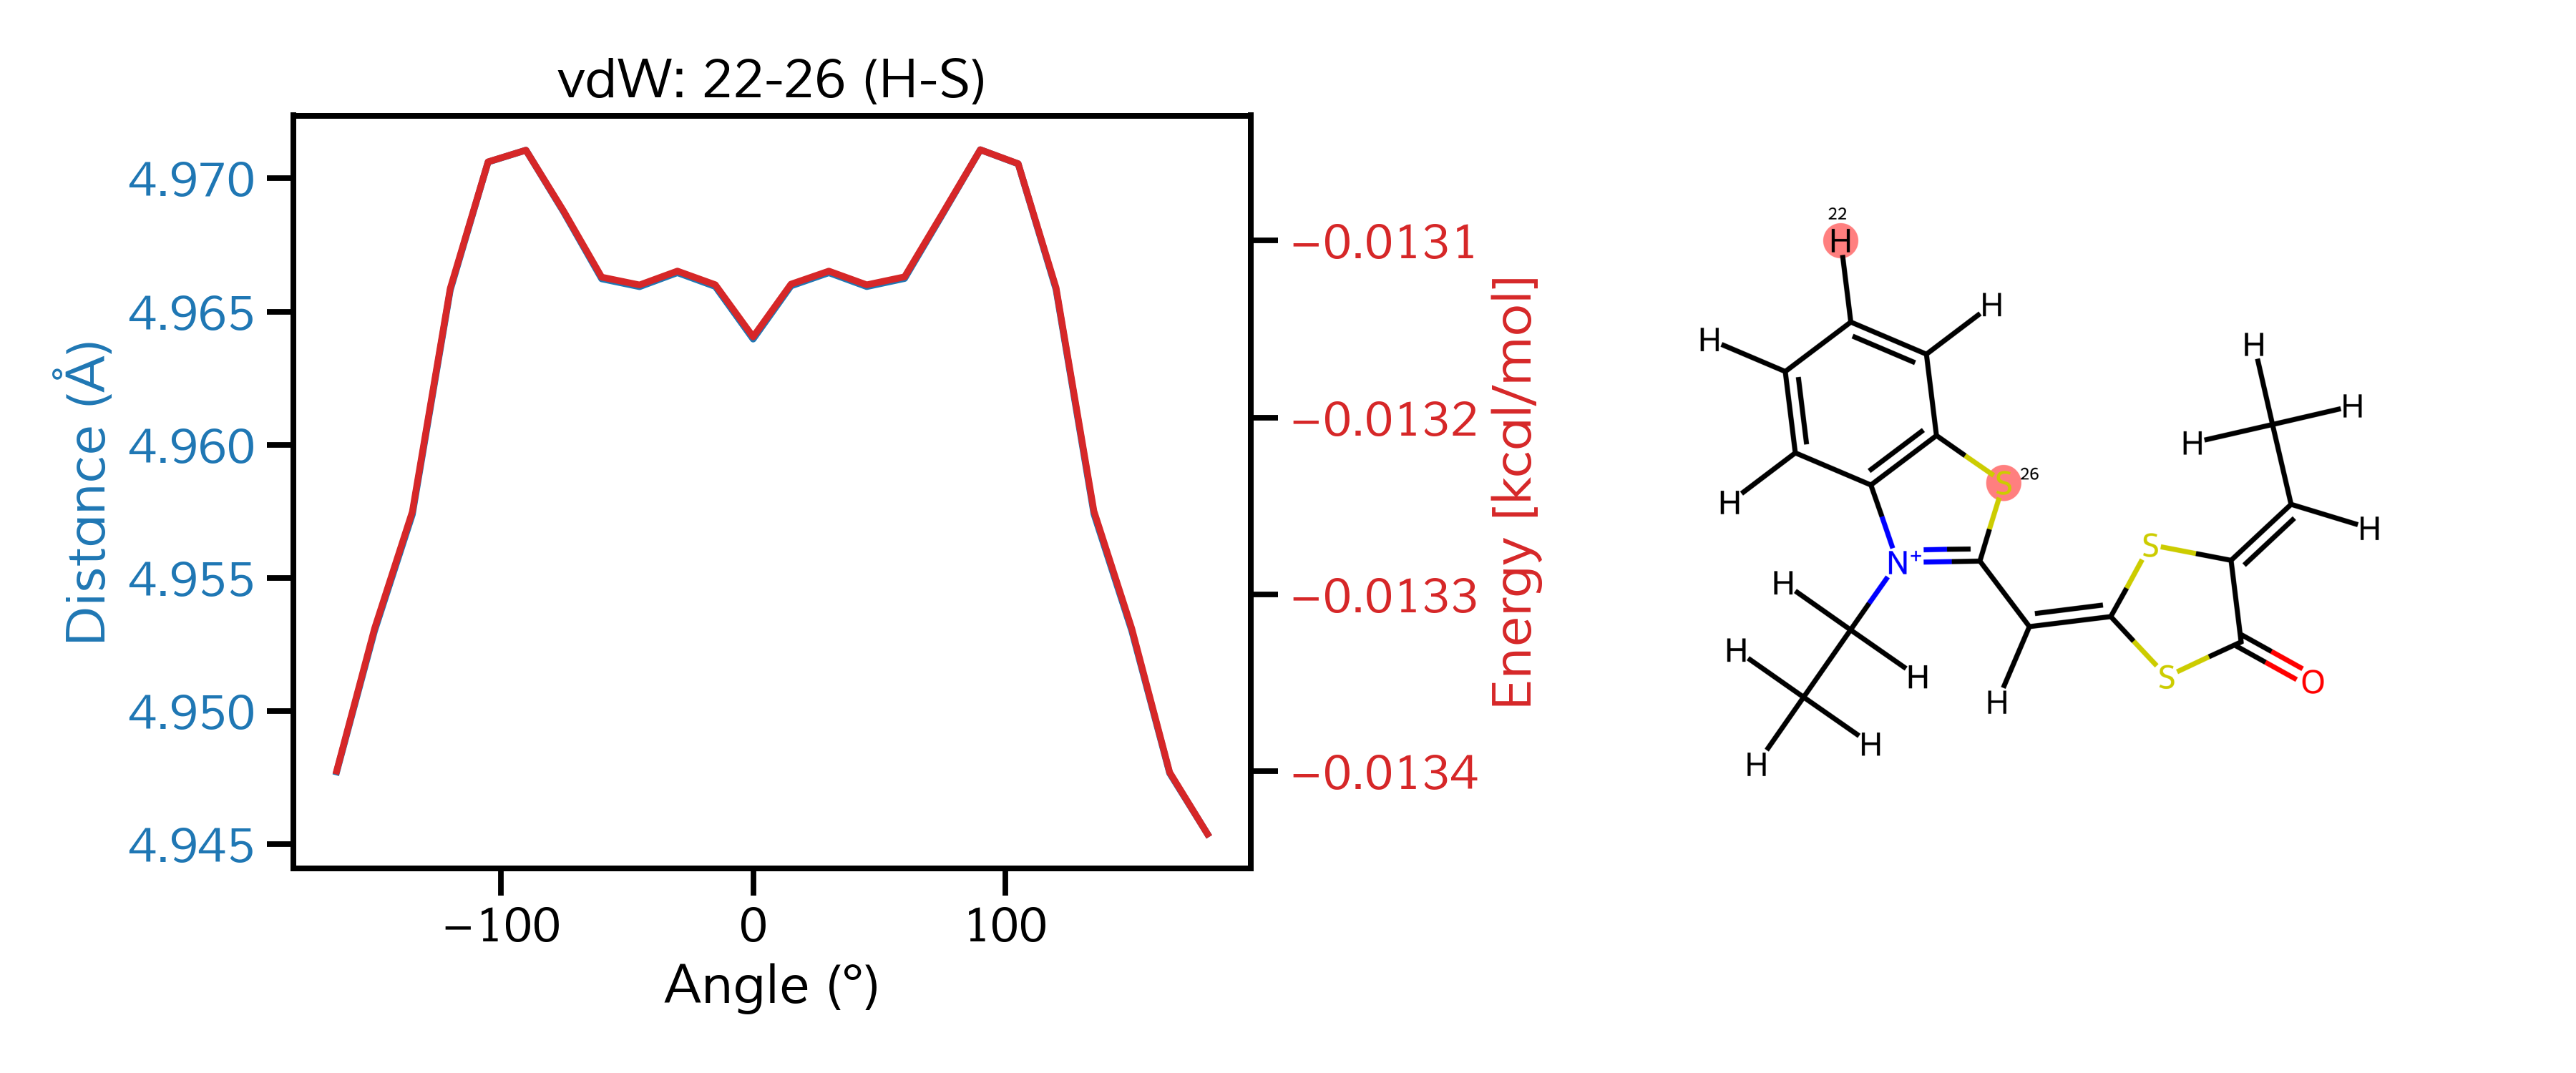 vdW: 22-26 (H-S)
Distance (Å)
4.970
4.965
4.960
4.955
4.950
4.945
−100
0
100
Angle (°)
−0.0131
−0.0132
−0.0133
−0.0134
Energy [kcal/mol]
22
H
H
H
H
H
H
S 26
H
H
N+
S
H
H
H
S
O
H
H
H